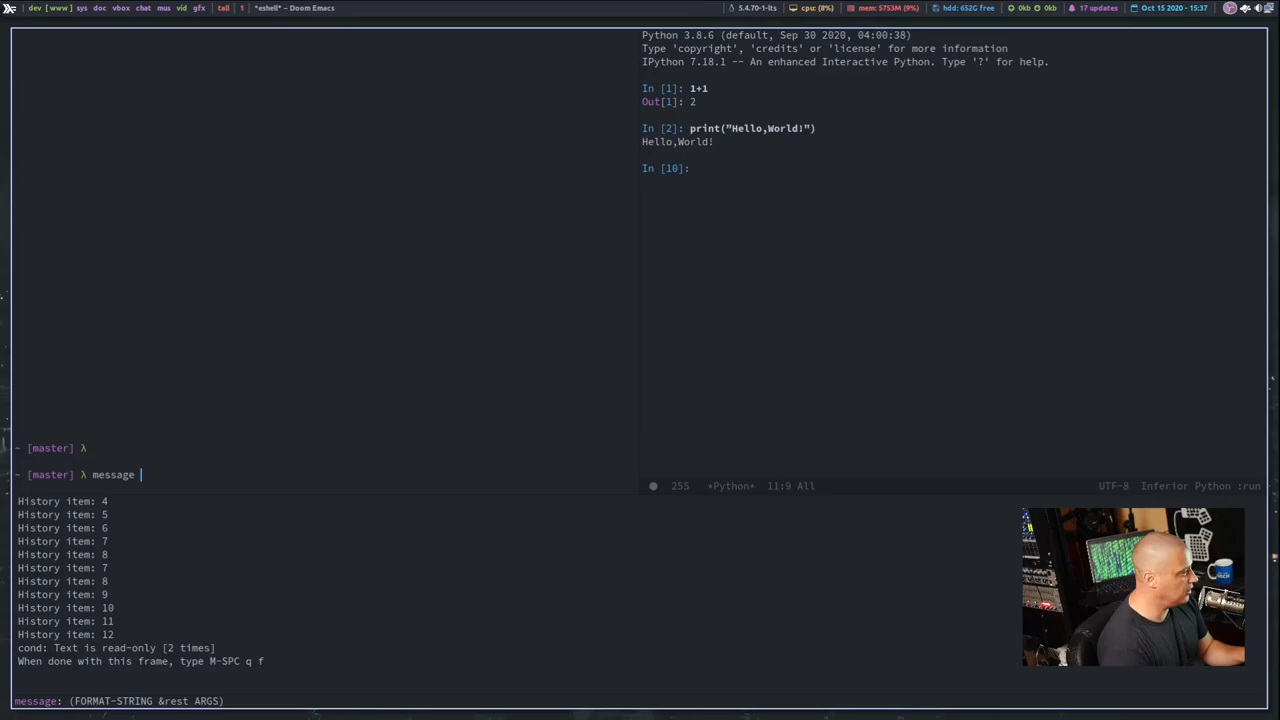 dev [ www ] sys doc vbox chat mus vid gfx tall 1 *eshell* – Doom Emacs 5.4.70-1-lts cpu: (8%) mem: 5753M (9%) hdd: 652G free 0kb 0kb 17 updates Oct 15 2020 - 15:37
Python 3.8.6 (default, Sep 30 2020, 04:00:38)
Type 'copyright', 'credits' or 'license' for more information
IPython 7.18.1 -- An enhanced Interactive Python. Type '?' for help.
In [1]: 1+1
Out[1]: 2
In [2]: print("Hello,World!")
Hello,World!
In [10]:
~ [master] λ
~ [master] λ message
255 *Python* 11:9 All UTF-8 Inferior Python :run
History item: 4
History item: 5
History item: 6
History item: 7
History item: 8
History item: 7
History item: 8
History item: 9
History item: 10
History item: 11
History item: 12
cond: Text is read-only [2 times]
When done with this frame, type M-SPC q f
message: (FORMAT-STRING &rest ARGS)